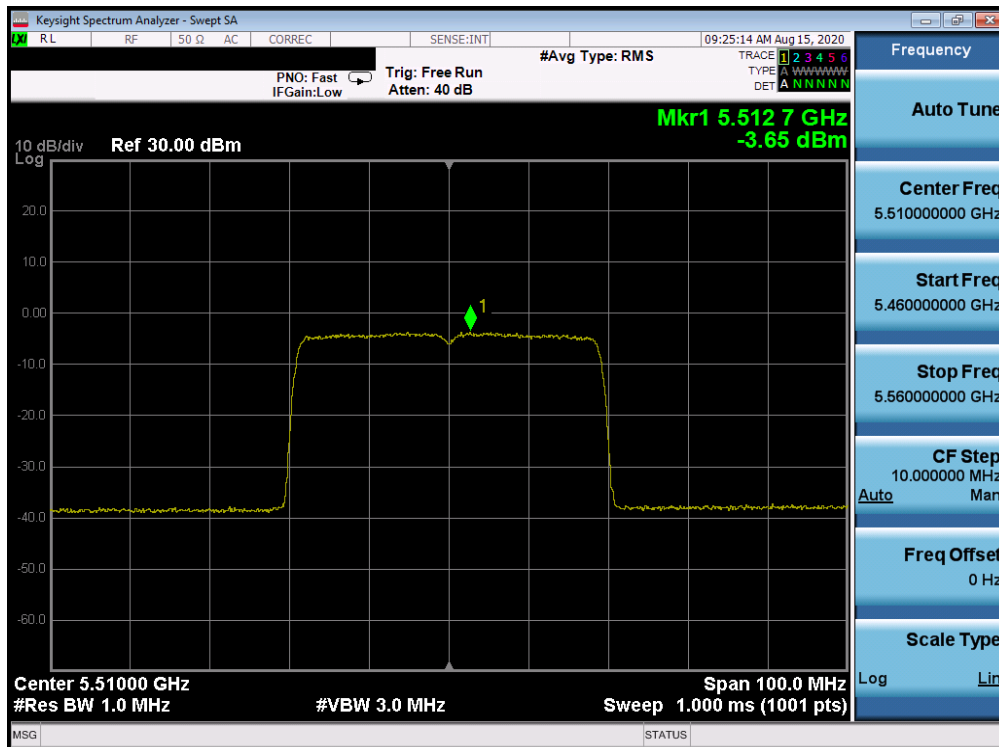 Keysight Spectrum Analyzer - Swept SA
LXI RL RF 50 Ω AC CORREC SENSE:INT 09:25:14 AM Aug 15, 2020
PNO: Fast
IFGain:Low
Trig: Free Run
Atten: 40 dB
#Avg Type: RMS
TRACE 1 2 3 4 5 6
TYPE A WWWWW
DET A N N N N N
Mkr1 5.512 7 GHz
-3.65 dBm
10 dB/div Ref 30.00 dBm
Log
20.0
10.0
0.00
-10.0
-20.0
-30.0
-40.0
-50.0
-60.0
1
Center 5.51000 GHz Span 100.0 MHz
#Res BW 1.0 MHz #VBW 3.0 MHz Sweep 1.000 ms (1001 pts)
MSG STATUS
Frequency
Auto Tune
Center Freq
5.510000000 GHz
Start Freq
5.460000000 GHz
Stop Freq
5.560000000 GHz
CF Step
10.000000 MHz
Auto Man
Freq Offset
0 Hz
Scale Type
Log Lin